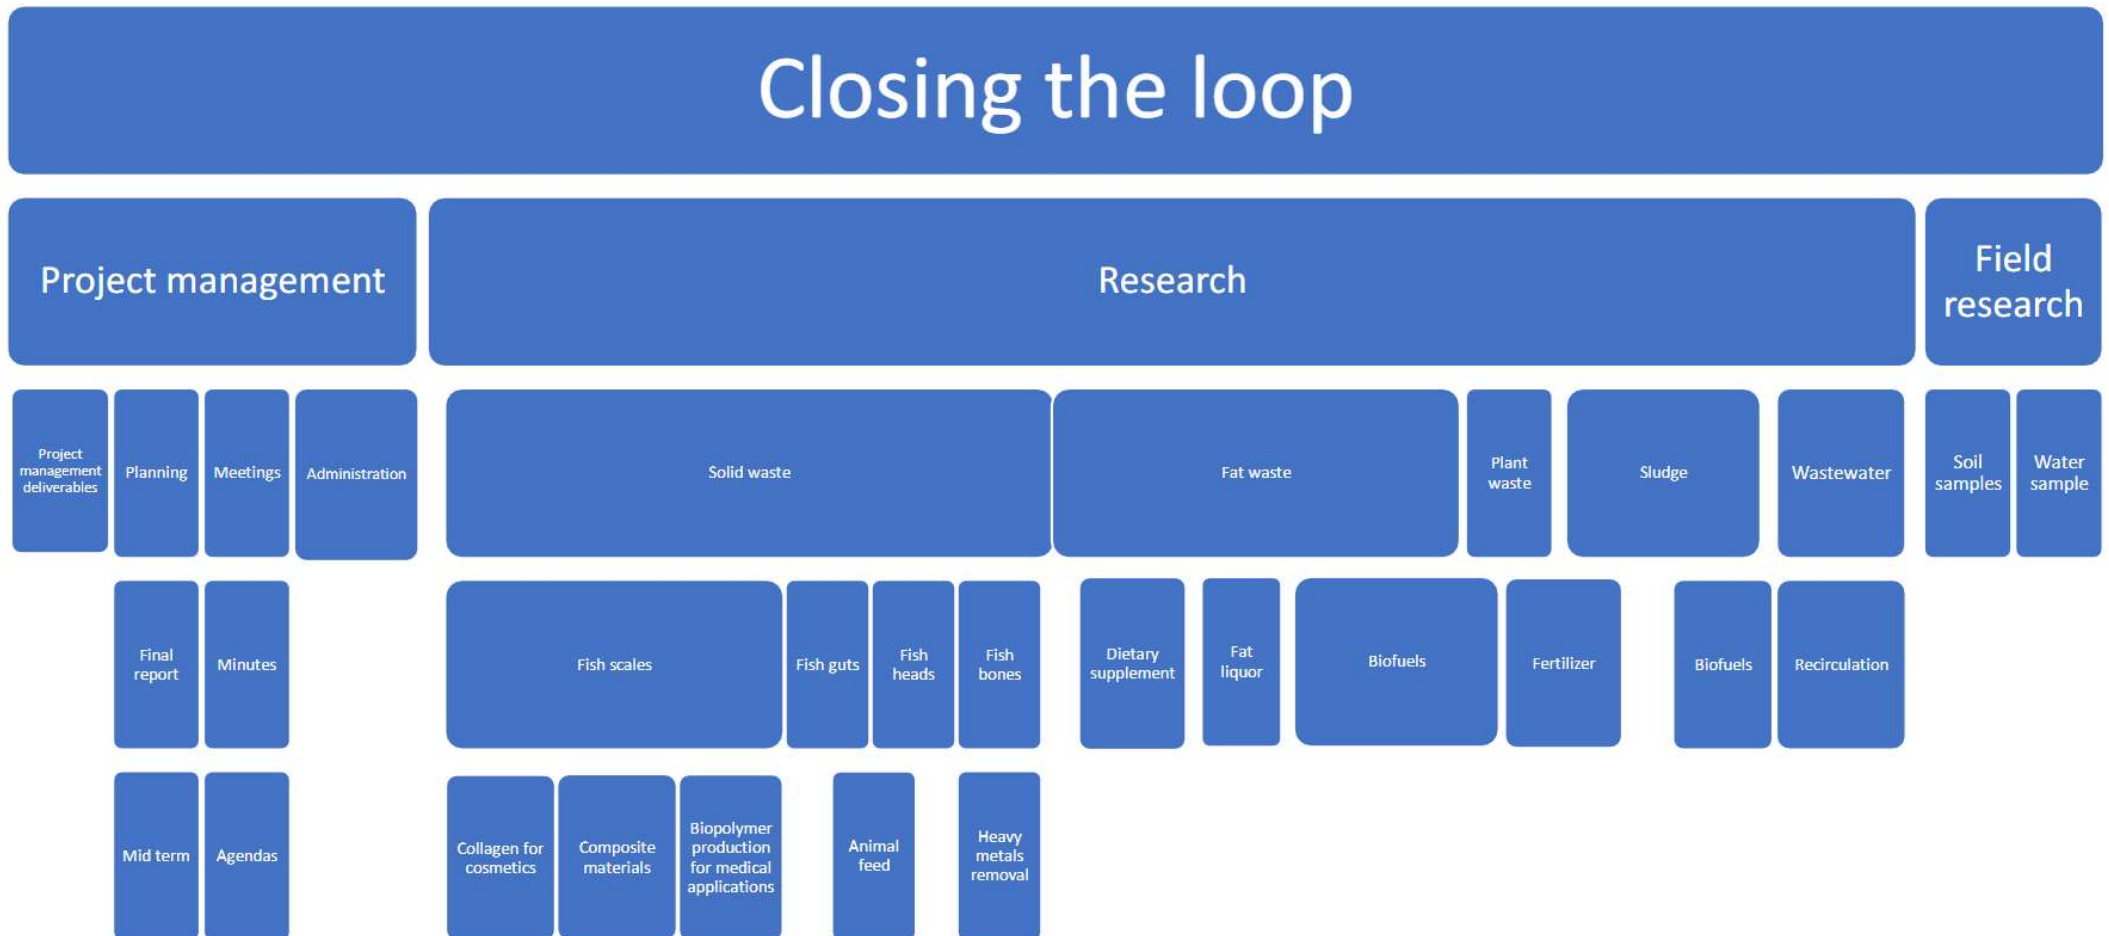 Closing the loop
Project management
Research
Field
research
Project
management
deliverables
Planning
Meetings
Administration
Solid waste
Fat waste
Plant
waste
Sludge
Wastewater
Soil
samples
Water
sample
Final
report
Minutes
Fish scales
Fish guts
Fish
heads
Fish
bones
Dietary
supplement
Fat
liquor
Biofuels
Fertilizer
Biofuels
Recirculation
Mid term
Agendas
Collagen for
cosmetics
Composite
materials
Biopolymer
production
for medical
applications
Animal
feed
Heavy
metals
removal